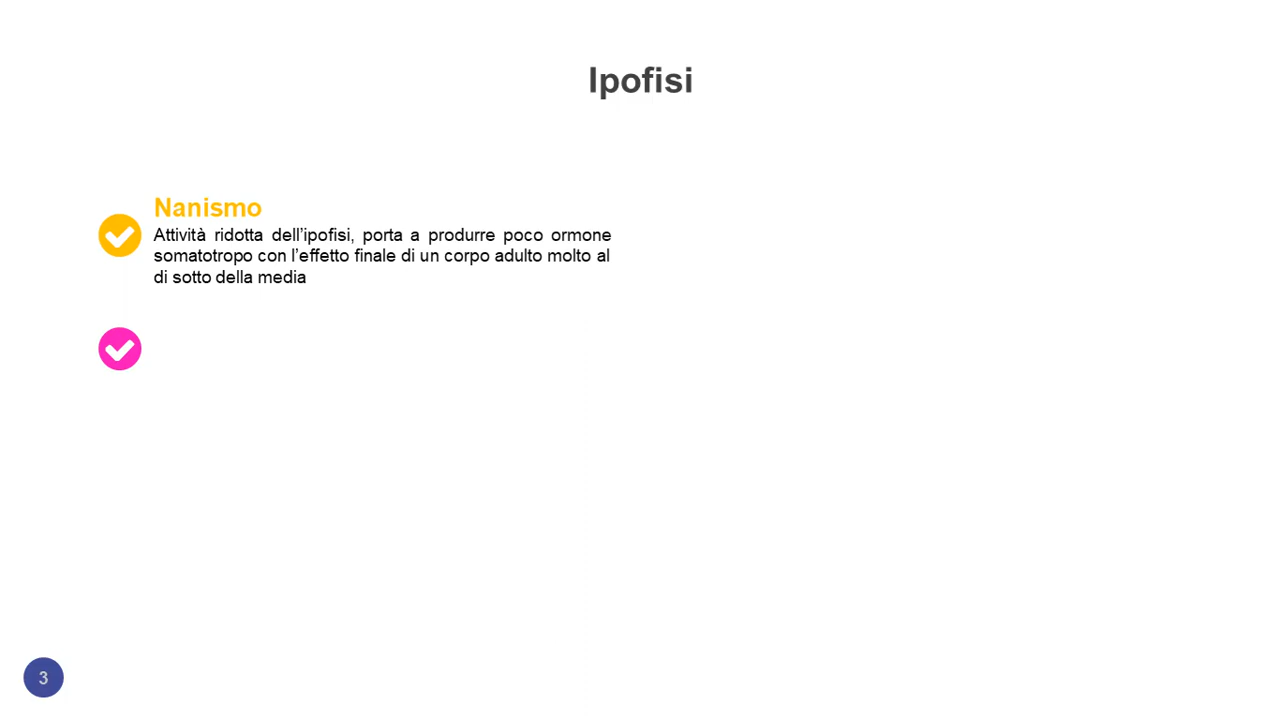 Ipofisi
Nanismo
Attività ridotta dell’ipofisi, porta a produrre poco ormone
somatotropo con l’effetto finale di un corpo adulto molto al
di sotto della media
3